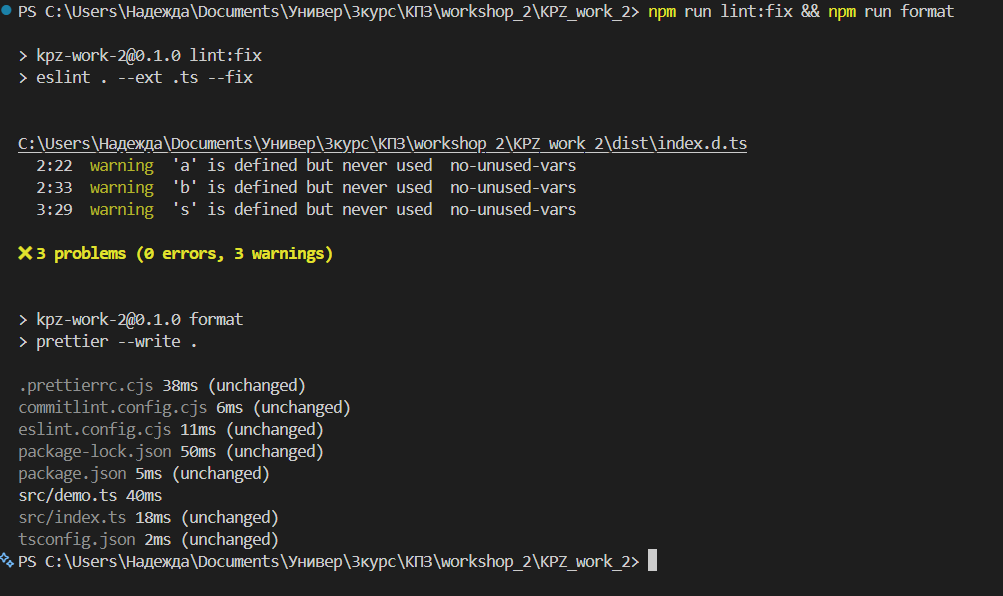 PS C:\Users\Надежда\Documents\Универ\3курс\КПЗ\workshop_2\KPZ_work_2> npm run lint:fix && npm run format
> kpz-work-2@0.1.0 lint:fix
> eslint . --ext .ts --fix
C:\Users\Надежда\Documents\Универ\3курс\КПЗ\workshop_2\KPZ_work_2\dist\index.d.ts
2:22 warning 'a' is defined but never used no-unused-vars
2:33 warning 'b' is defined but never used no-unused-vars
3:29 warning 's' is defined but never used no-unused-vars
✖ 3 problems (0 errors, 3 warnings)
> kpz-work-2@0.1.0 format
> prettier --write .
.prettierrc.cjs 38ms (unchanged)
commitlint.config.cjs 6ms (unchanged)
eslint.config.cjs 11ms (unchanged)
package-lock.json 50ms (unchanged)
package.json 5ms (unchanged)
src/demo.ts 40ms
src/index.ts 18ms (unchanged)
tsconfig.json 2ms (unchanged)
PS C:\Users\Надежда\Documents\Универ\3курс\КПЗ\workshop_2\KPZ_work_2>